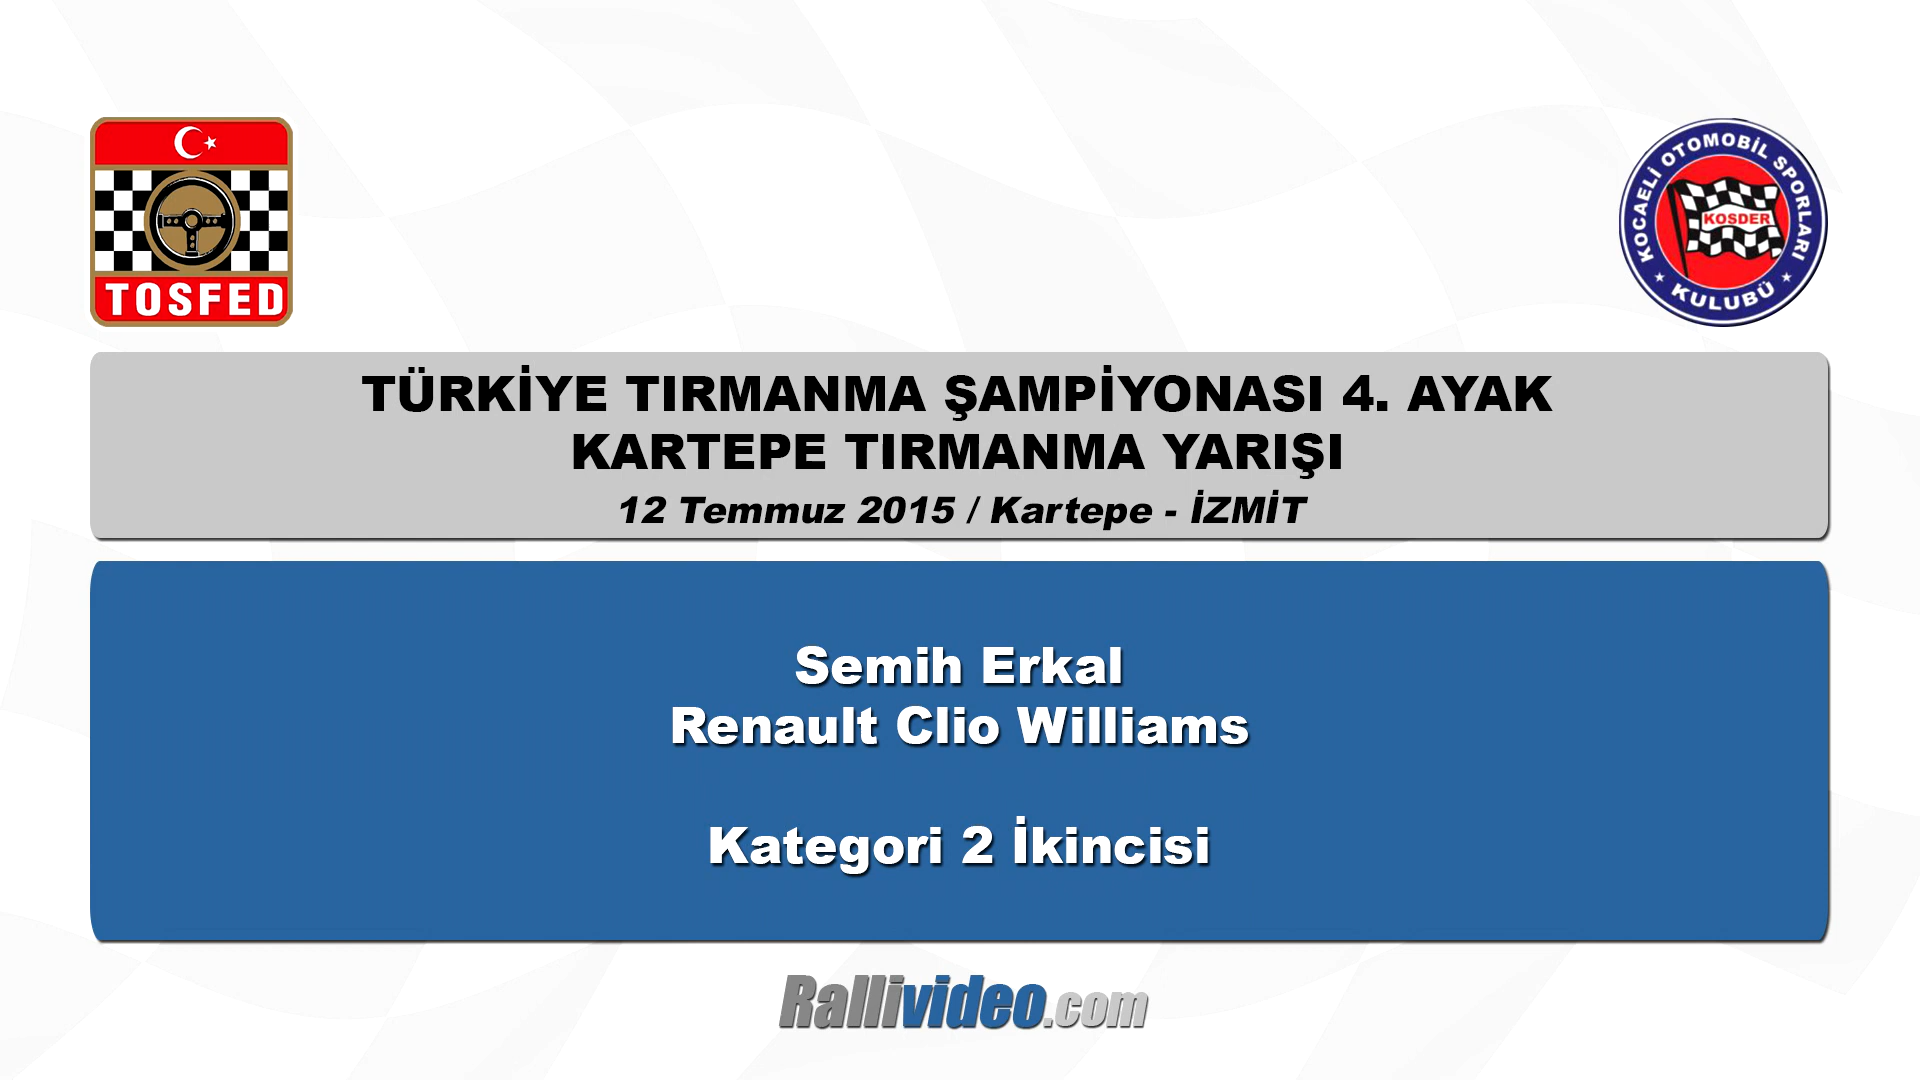 TOSFED
KOCAELİ OTOMOBİL SPORLARI
KOSDER
KULUBÜ
TÜRKİYE TIRMANMA ŞAMPİYONASI 4. AYAK
KARTEPE TIRMANMA YARIŞI
12 Temmuz 2015 / Kartepe - İZMİT
Semih Erkal
Renault Clio Williams
Kategori 2 İkincisi
Rallivideo.com